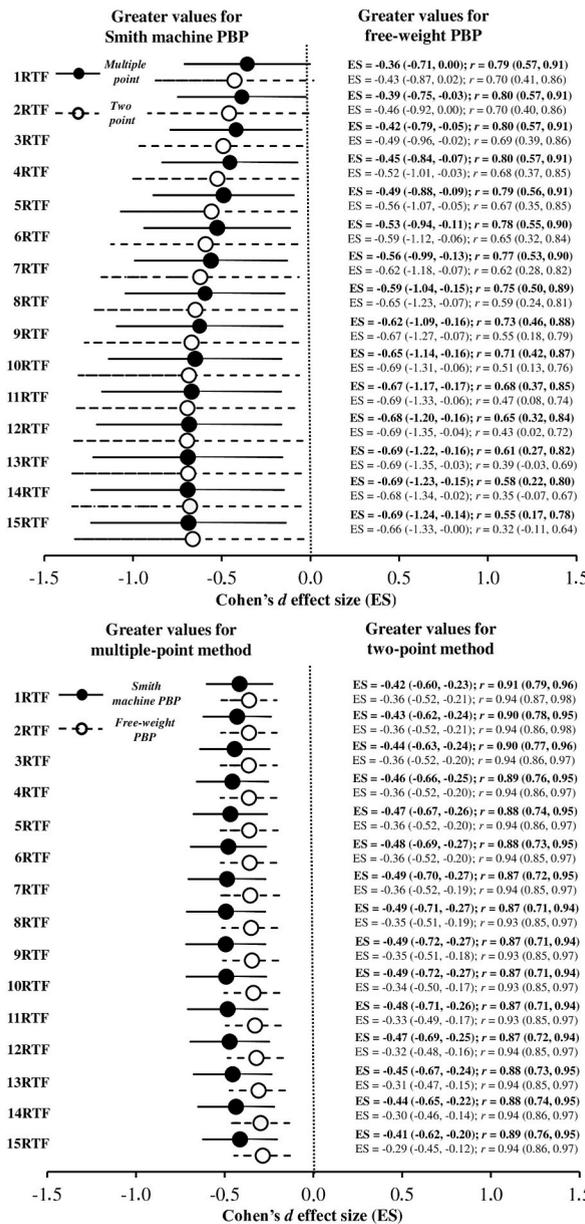 Greater values for Greater values for
Smith machine PBP free-weight PBP
Multiple
point
1RTF
ES = -0.36 (-0.71, 0.00); r = 0.79 (0.57, 0.91)
ES = -0.43 (-0.87, 0.02); r = 0.70 (0.41, 0.86)
Two
point
2RTF
ES = -0.39 (-0.75, -0.03); r = 0.80 (0.57, 0.91)
ES = -0.46 (-0.92, 0.00); r = 0.70 (0.40, 0.86)
3RTF
ES = -0.42 (-0.79, -0.05); r = 0.80 (0.57, 0.91)
ES = -0.49 (-0.96, -0.02); r = 0.69 (0.39, 0.86)
4RTF
ES = -0.45 (-0.84, -0.07); r = 0.80 (0.57, 0.91)
ES = -0.52 (-1.01, -0.03); r = 0.68 (0.37, 0.85)
5RTF
ES = -0.49 (-0.88, -0.09); r = 0.79 (0.56, 0.91)
ES = -0.56 (-1.07, -0.05); r = 0.67 (0.35, 0.85)
6RTF
ES = -0.53 (-0.94, -0.11); r = 0.78 (0.55, 0.90)
ES = -0.59 (-1.12, -0.06); r = 0.65 (0.32, 0.84)
7RTF
ES = -0.56 (-0.99, -0.13); r = 0.77 (0.53, 0.90)
ES = -0.62 (-1.18, -0.07); r = 0.62 (0.28, 0.82)
8RTF
ES = -0.59 (-1.04, -0.15); r = 0.75 (0.50, 0.89)
ES = -0.65 (-1.23, -0.07); r = 0.59 (0.24, 0.81)
9RTF
ES = -0.62 (-1.09, -0.16); r = 0.73 (0.46, 0.88)
ES = -0.67 (-1.27, -0.07); r = 0.55 (0.18, 0.79)
10RTF
ES = -0.65 (-1.14, -0.16); r = 0.71 (0.42, 0.87)
ES = -0.69 (-1.31, -0.06); r = 0.51 (0.13, 0.76)
11RTF
ES = -0.67 (-1.17, -0.17); r = 0.68 (0.37, 0.85)
ES = -0.69 (-1.33, -0.06); r = 0.47 (0.08, 0.74)
12RTF
ES = -0.68 (-1.20, -0.16); r = 0.65 (0.32, 0.84)
ES = -0.69 (-1.35, -0.04); r = 0.43 (0.02, 0.72)
13RTF
ES = -0.69 (-1.22, -0.16); r = 0.61 (0.27, 0.82)
ES = -0.69 (-1.35, -0.03); r = 0.39 (-0.03, 0.69)
14RTF
ES = -0.69 (-1.23, -0.15); r = 0.58 (0.22, 0.80)
ES = -0.68 (-1.34, -0.02); r = 0.35 (-0.07, 0.67)
15RTF
ES = -0.69 (-1.24, -0.14); r = 0.55 (0.17, 0.78)
ES = -0.66 (-1.33, -0.00); r = 0.32 (-0.11, 0.64)
-1.5 -1.0 -0.5 0.0 0.5 1.0 1.5
Cohen's d effect size (ES)
Greater values for Greater values for
multiple-point method two-point method
Smith
machine PBP
1RTF
ES = -0.42 (-0.60, -0.23); r = 0.91 (0.79, 0.96)
ES = -0.36 (-0.52, -0.21); r = 0.94 (0.87, 0.98)
Free-weight
PBP
2RTF
ES = -0.43 (-0.62, -0.24); r = 0.90 (0.78, 0.95)
ES = -0.36 (-0.52, -0.21); r = 0.94 (0.86, 0.98)
3RTF
ES = -0.44 (-0.63, -0.24); r = 0.90 (0.77, 0.96)
ES = -0.36 (-0.52, -0.20); r = 0.94 (0.86, 0.97)
4RTF
ES = -0.46 (-0.66, -0.25); r = 0.89 (0.76, 0.95)
ES = -0.36 (-0.52, -0.20); r = 0.94 (0.86, 0.97)
5RTF
ES = -0.47 (-0.67, -0.26); r = 0.88 (0.74, 0.95)
ES = -0.36 (-0.52, -0.20); r = 0.94 (0.86, 0.97)
6RTF
ES = -0.48 (-0.69, -0.27); r = 0.88 (0.73, 0.95)
ES = -0.36 (-0.52, -0.20); r = 0.94 (0.85, 0.97)
7RTF
ES = -0.49 (-0.70, -0.27); r = 0.87 (0.72, 0.95)
ES = -0.36 (-0.52, -0.19); r = 0.94 (0.85, 0.97)
8RTF
ES = -0.49 (-0.71, -0.27); r = 0.87 (0.71, 0.94)
ES = -0.35 (-0.51, -0.19); r = 0.93 (0.85, 0.97)
9RTF
ES = -0.49 (-0.72, -0.27); r = 0.87 (0.71, 0.94)
ES = -0.35 (-0.51, -0.18); r = 0.93 (0.85, 0.97)
10RTF
ES = -0.49 (-0.72, -0.27); r = 0.87 (0.71, 0.94)
ES = -0.34 (-0.50, -0.17); r = 0.93 (0.85, 0.97)
11RTF
ES = -0.48 (-0.71, -0.26); r = 0.87 (0.71, 0.94)
ES = -0.33 (-0.49, -0.17); r = 0.93 (0.85, 0.97)
12RTF
ES = -0.47 (-0.69, -0.25); r = 0.87 (0.72, 0.94)
ES = -0.32 (-0.48, -0.16); r = 0.94 (0.85, 0.97)
13RTF
ES = -0.45 (-0.67, -0.24); r = 0.88 (0.73, 0.95)
ES = -0.31 (-0.47, -0.15); r = 0.94 (0.85, 0.97)
14RTF
ES = -0.44 (-0.65, -0.22); r = 0.88 (0.74, 0.95)
ES = -0.30 (-0.46, -0.14); r = 0.94 (0.86, 0.97)
15RTF
ES = -0.41 (-0.62, -0.20); r = 0.89 (0.76, 0.95)
ES = -0.29 (-0.45, -0.12); r = 0.94 (0.86, 0.97)
-1.5 -1.0 -0.5 0.0 0.5 1.0 1.5
Cohen's d effect size (ES)